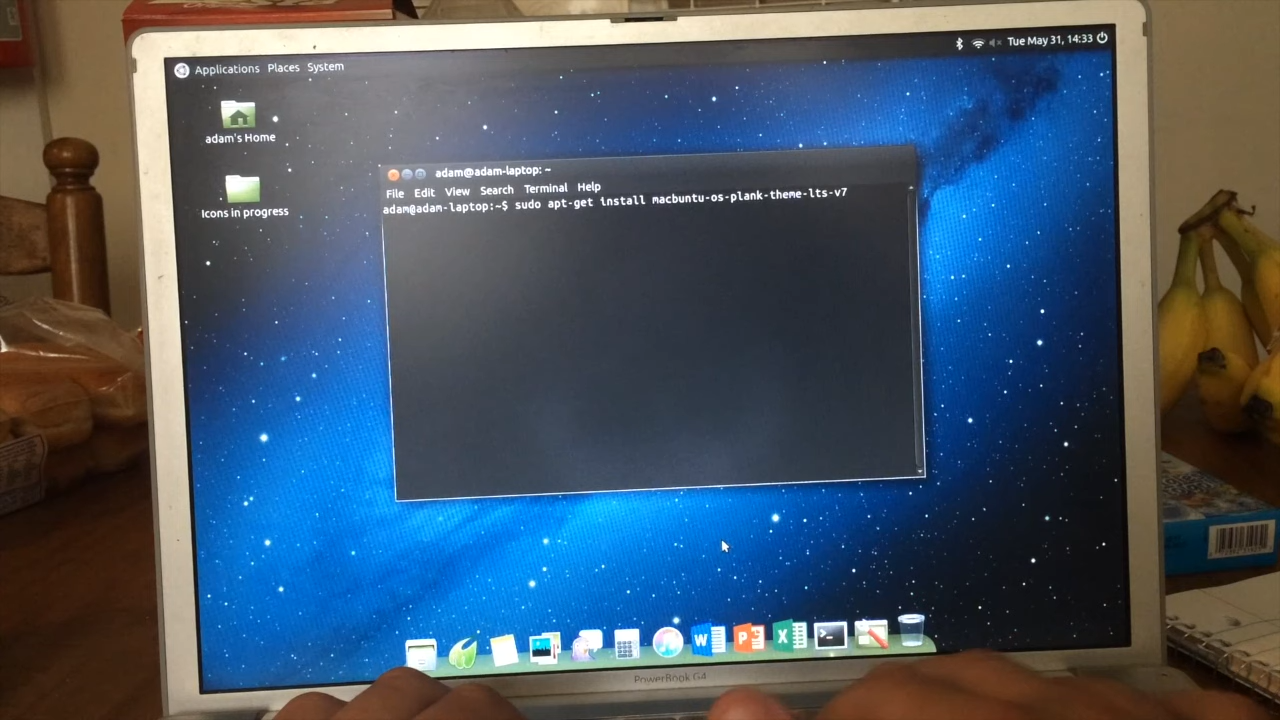 Tue May 31, 14:33
Applications Places System
adam's Home
Icons in progress
adam@adam-laptop: ~
File Edit View Search Terminal Help
adam@adam-laptop:~$ sudo apt-get install macbuntu-os-plank-theme-lts-v7
W P X >_
PowerBook G4